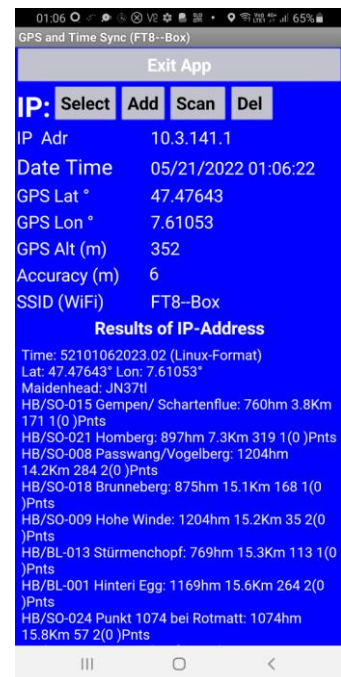 01:06
65%
GPS and Time Sync (FT8--Box)
Exit App
IP: Select Add Scan Del
IP Adr 10.3.141.1
Date Time 05/21/2022 01:06:22
GPS Lat ° 47.47643
GPS Lon ° 7.61053
GPS Alt (m) 352
Accuracy (m) 6
SSID (WiFi) FT8--Box
Results of IP-Address
Time: 52101062023.02 (Linux-Format)
Lat: 47.47643° Lon: 7.61053°
Maidenhead: JN37tl
HB/SO-015 Gempen/ Schartenflue: 760hm 3.8Km
171 1(0 )Pnts
HB/SO-021 Homberg: 897hm 7.3Km 319 1(0 )Pnts
HB/SO-008 Passwang/Vogelberg: 1204hm
14.2Km 284 2(0 )Pnts
HB/SO-018 Brunneberg: 875hm 15.1Km 168 1(0
)Pnts
HB/SO-009 Hohe Winde: 1204hm 15.2Km 35 2(0
)Pnts
HB/BL-013 Stürmenchopf: 769hm 15.3Km 113 1(0
)Pnts
HB/BL-001 Hinteri Egg: 1169hm 15.6Km 264 2(0
)Pnts
HB/SO-024 Punkt 1074 bei Rotmatt: 1074hm
15.8Km 57 2(0 )Pnts